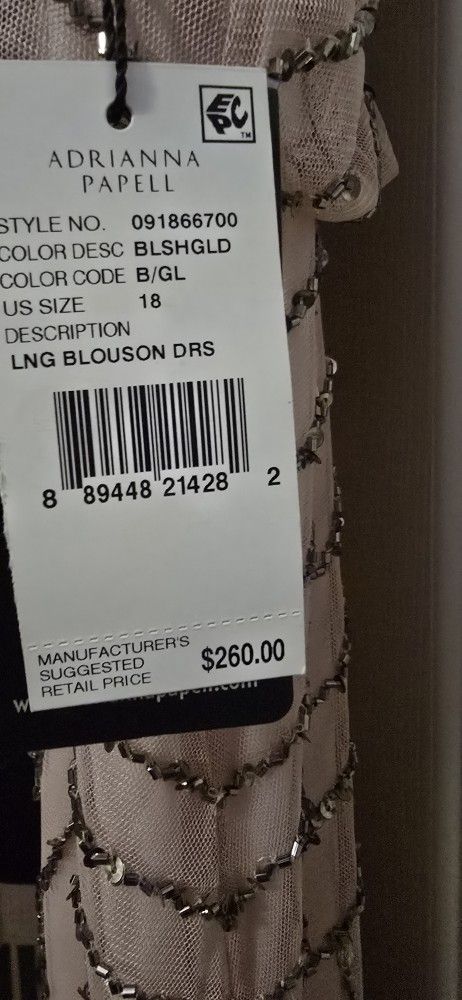 EPC
TM
ADRIANNA
PAPELL
STYLE NO. 091866700
COLOR DESC BLSHGLD
COLOR CODE B/GL
US SIZE 18
DESCRIPTION
LNG BLOUSON DRS
8 89448 21428 2
MANUFACTURER'S
SUGGESTED
RETAIL PRICE
$260.00